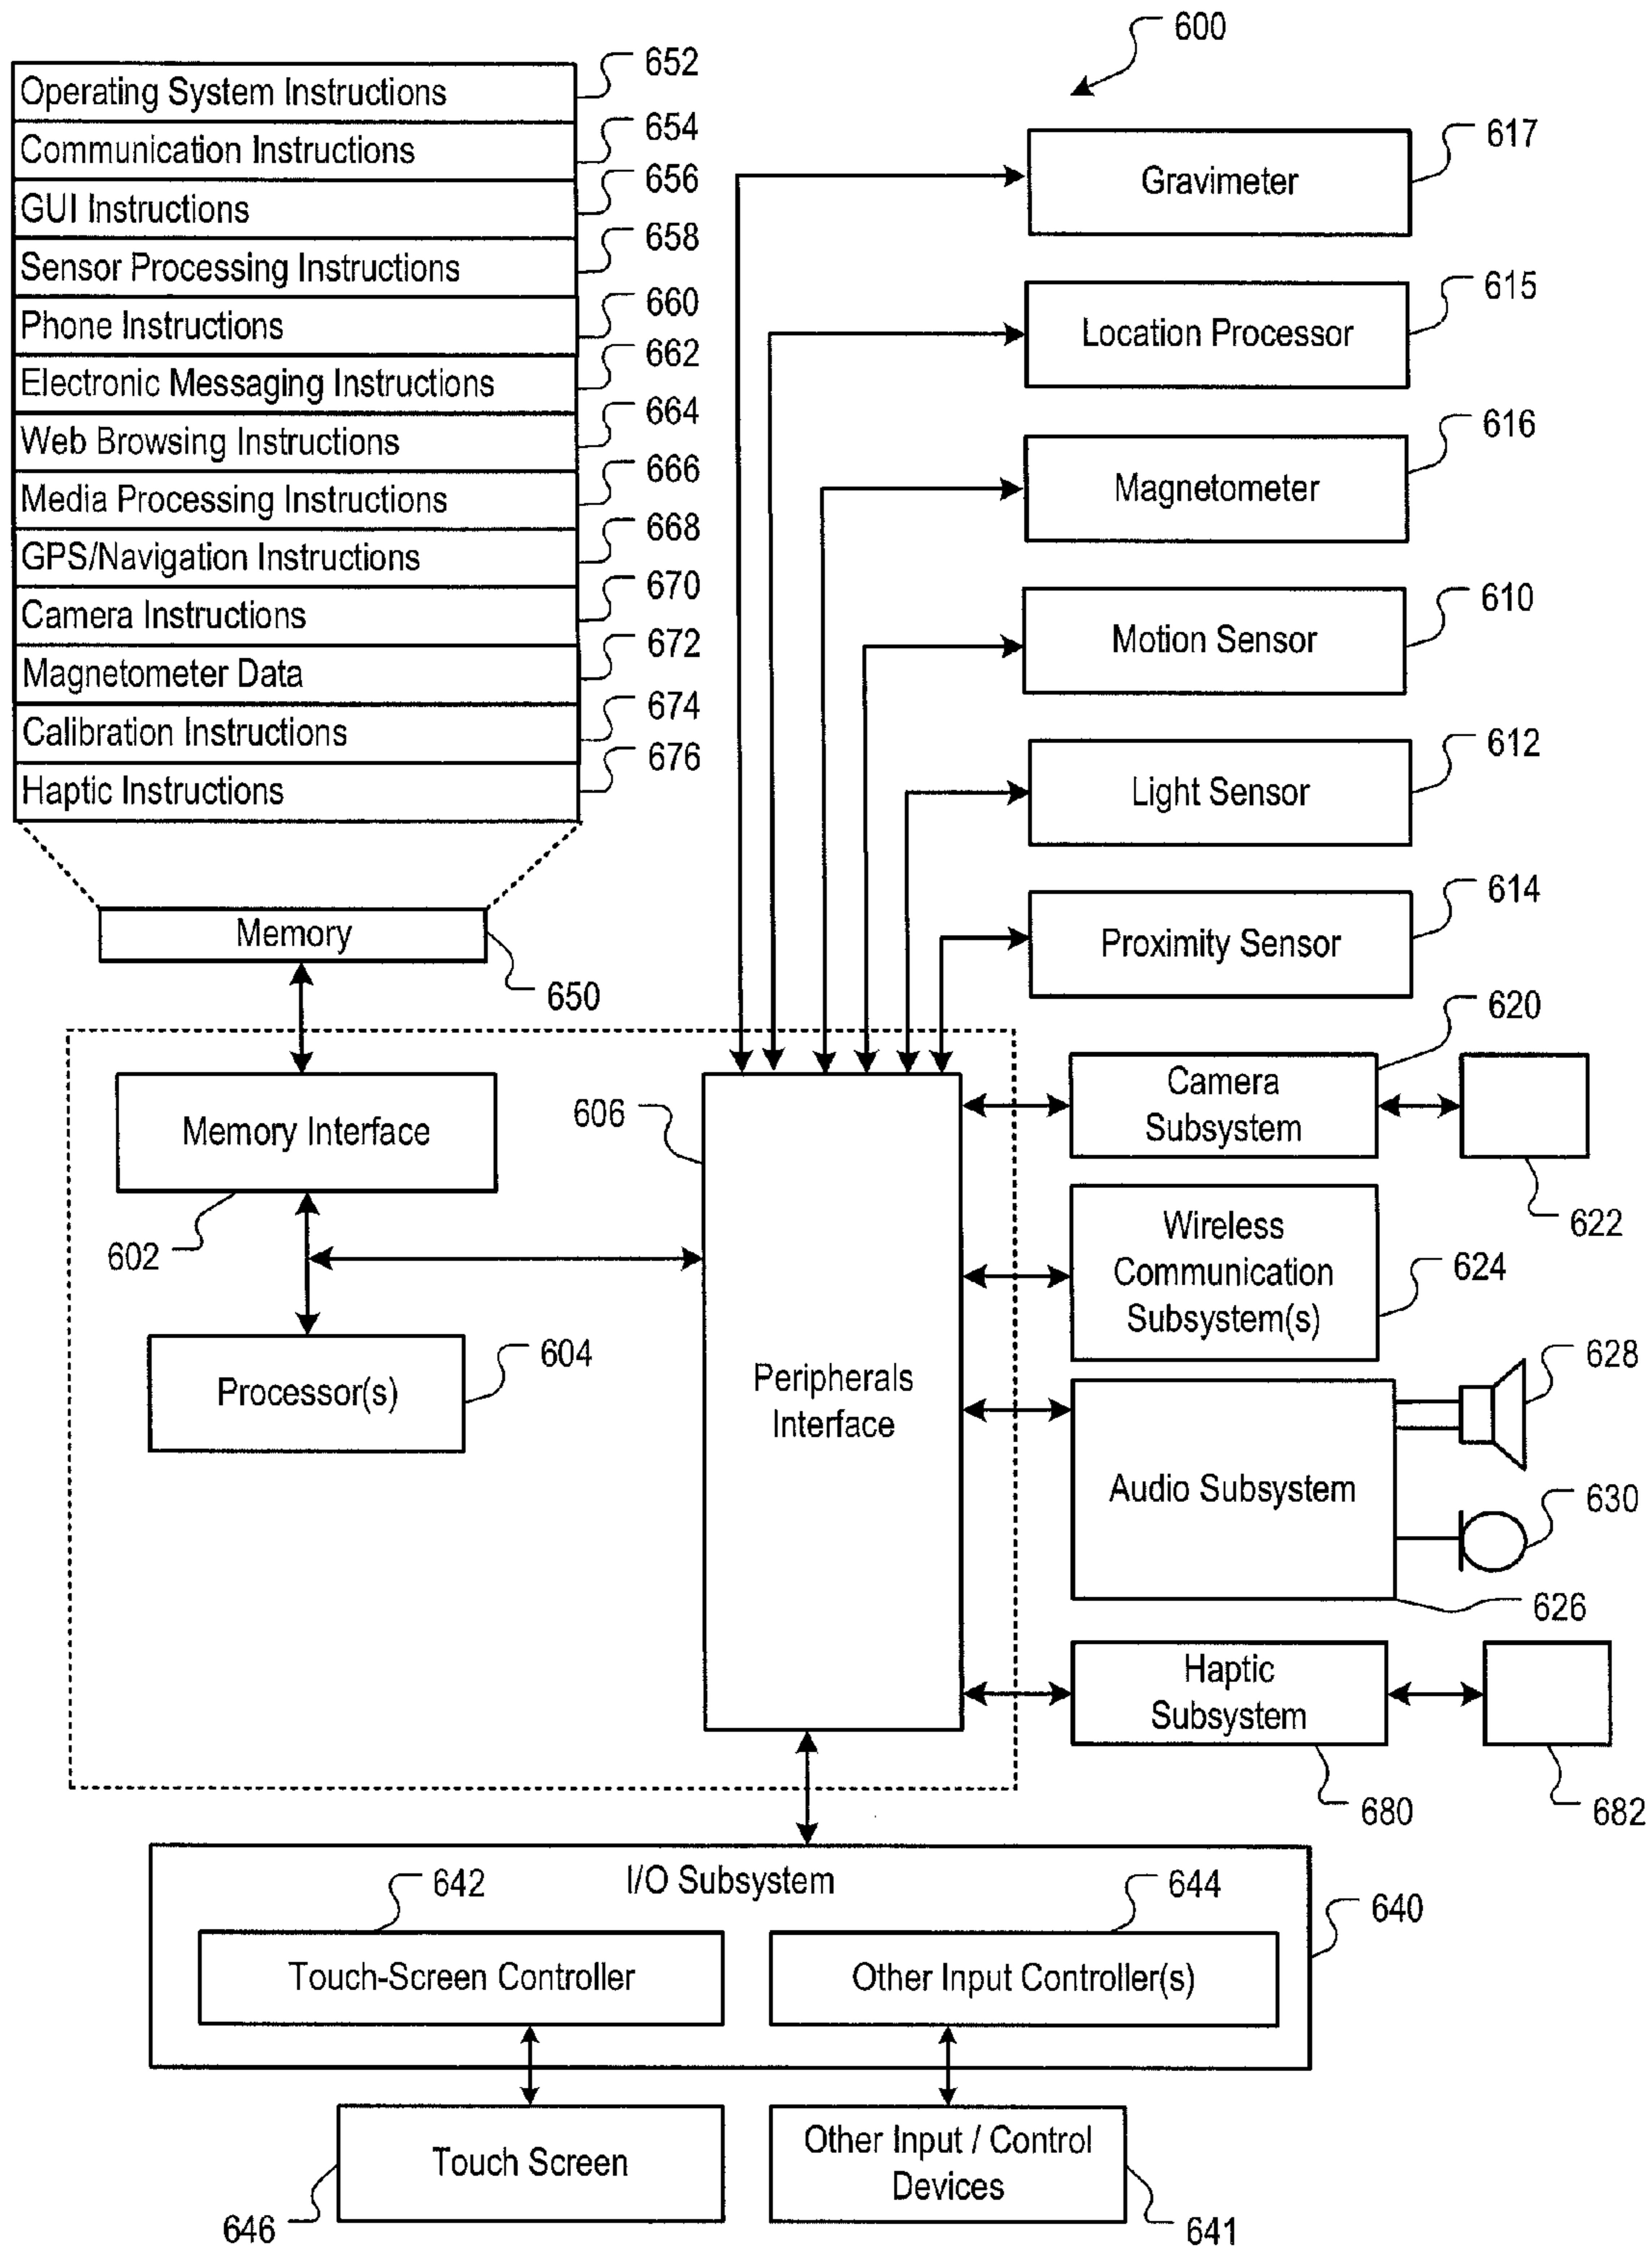 600
Operating System Instructions
652
Communication Instructions
654
GUI Instructions
656
Sensor Processing Instructions
658
Phone Instructions
660
Electronic Messaging Instructions
662
Web Browsing Instructions
664
Media Processing Instructions
666
GPS/Navigation Instructions
668
Camera Instructions
670
Magnetometer Data
672
Calibration Instructions
674
Haptic Instructions
676
Gravimeter
617
Location Processor
615
Magnetometer
616
Motion Sensor
610
Light Sensor
612
Proximity Sensor
614
Memory
650
Memory Interface
602
Processor(s)
604
606
Peripherals
Interface
Camera
Subsystem
620
622
Wireless
Communication
Subsystem(s)
624
Audio Subsystem
628
630
626
Haptic
Subsystem
680
682
I/O Subsystem
640
642
Touch-Screen Controller
644
Other Input Controller(s)
Touch Screen
646
Other Input / Control
Devices
641